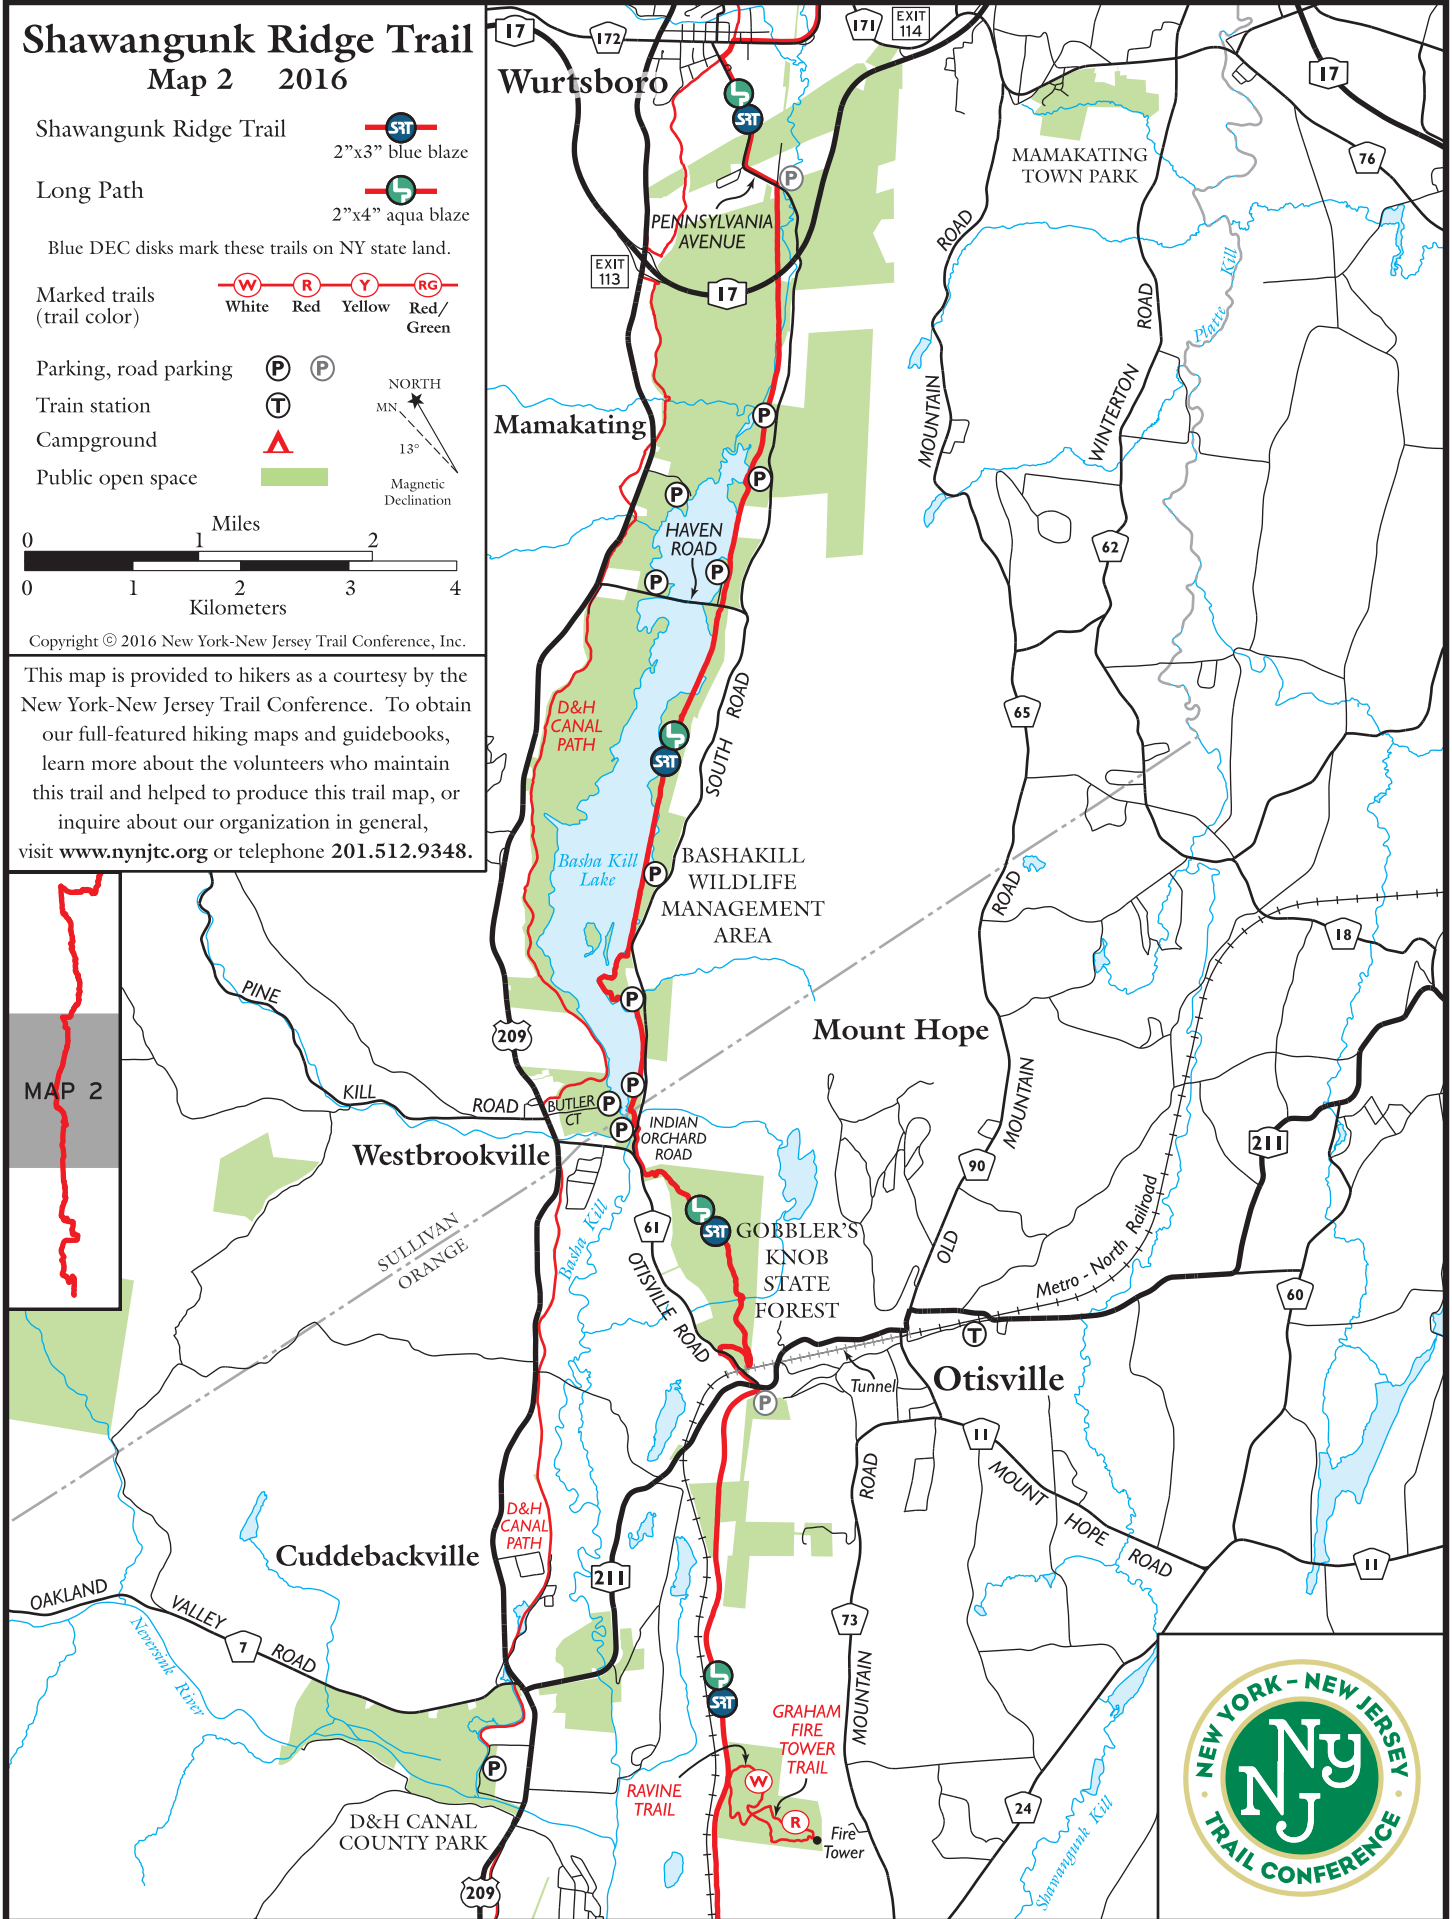 Shawangunk Ridge Trail
Map 2 2016
Shawangunk Ridge Trail
SRT
2”x3” blue blaze
Long Path
LP
2”x4” aqua blaze
Blue DEC disks mark these trails on NY state land.
Marked trails
(trail color)
W
R
Y
RG
White
Red
Yellow
Red/
Green
Parking, road parking
P
P
Train station
T
Campground
Public open space
NORTH
MN
13°
Magnetic
Declination
Miles
0
1
2
0
1
2
3
4
Kilometers
Copyright © 2016 New York-New Jersey Trail Conference, Inc.
This map is provided to hikers as a courtesy by the
New York-New Jersey Trail Conference. To obtain
our full-featured hiking maps and guidebooks,
learn more about the volunteers who maintain
this trail and helped to produce this trail map, or
inquire about our organization in general,
visit www.nynjtc.org or telephone 201.512.9348.
MAP 2
17
172
171
EXIT
114
17
Wurtsboro
LP
SRT
76
MAMAKATING
TOWN PARK
P
PENNSYLVANIA
AVENUE
ROAD
EXIT
113
17
Platte Kill
ROAD
MOUNTAIN
WINTERTON
Mamakating
P
P
P
HAVEN
ROAD
62
P
P
D&H
CANAL
PATH
ROAD
SOUTH
65
LP
SRT
Basha Kill
Lake
P
BASHAKILL
WILDLIFE
MANAGEMENT
AREA
ROAD
18
PINE
P
Mount Hope
209
KILL
ROAD
P
BUTLER
CT
P
P
INDIAN
ORCHARD
ROAD
MOUNTAIN
211
Westbrookville
90
Metro - North Railroad
SULLIVAN
ORANGE
Basha Kill
61
LP
SRT
GOBBLER'S
KNOB
STATE
FOREST
OLD
OTISVILLE ROAD
60
T
Tunnel
Otisville
P
11
ROAD
MOUNT
HOPE
ROAD
11
D&H
CANAL
PATH
Cuddebackville
211
OAKLAND
VALLEY
7
ROAD
Neversink River
73
MOUNTAIN
LP
SRT
GRAHAM
FIRE
TOWER
TRAIL
W
RAVINE
TRAIL
R
Fire
Tower
P
D&H CANAL
COUNTY PARK
24
Shawangunk Kill
209
NEW YORK – NEW JERSEY
NY
NJ
TRAIL CONFERENCE